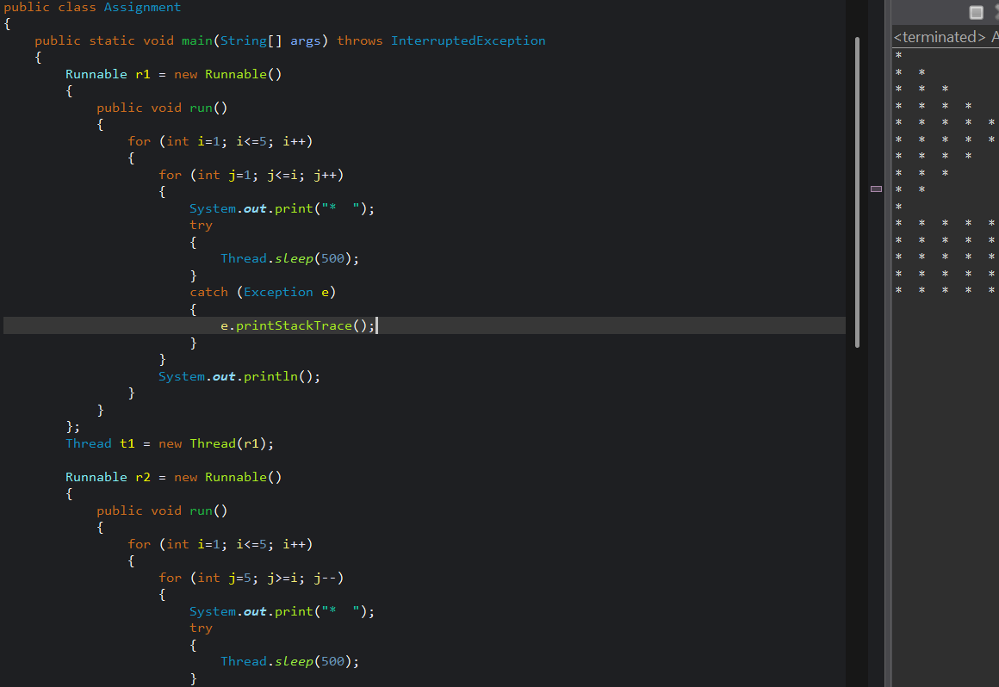 public class Assignment
{
    public static void main(String[] args) throws InterruptedException
    {
        Runnable r1 = new Runnable()
        {
            public void run()
            {
                for (int i=1; i<=5; i++)
                {
                    for (int j=1; j<=i; j++)
                    {
                        System.out.print("*  ");
                        try
                        {
                            Thread.sleep(500);
                        }
                        catch (Exception e)
                        {
                            e.printStackTrace();
                        }
                    }
                    System.out.println();
                }
            }
        };
        Thread t1 = new Thread(r1);

        Runnable r2 = new Runnable()
        {
            public void run()
            {
                for (int i=1; i<=5; i++)
                {
                    for (int j=5; j>=i; j--)
                    {
                        System.out.print("*  ");
                        try
                        {
                            Thread.sleep(500);
                        }
<terminated> A
*
*  *
*  *  *
*  *  *  *
*  *  *  *  *
*  *  *  *  *
*  *  *  *
*  *  *
*  *
*
*  *  *  *  *
*  *  *  *  *
*  *  *  *  *
*  *  *  *  *
*  *  *  *  *